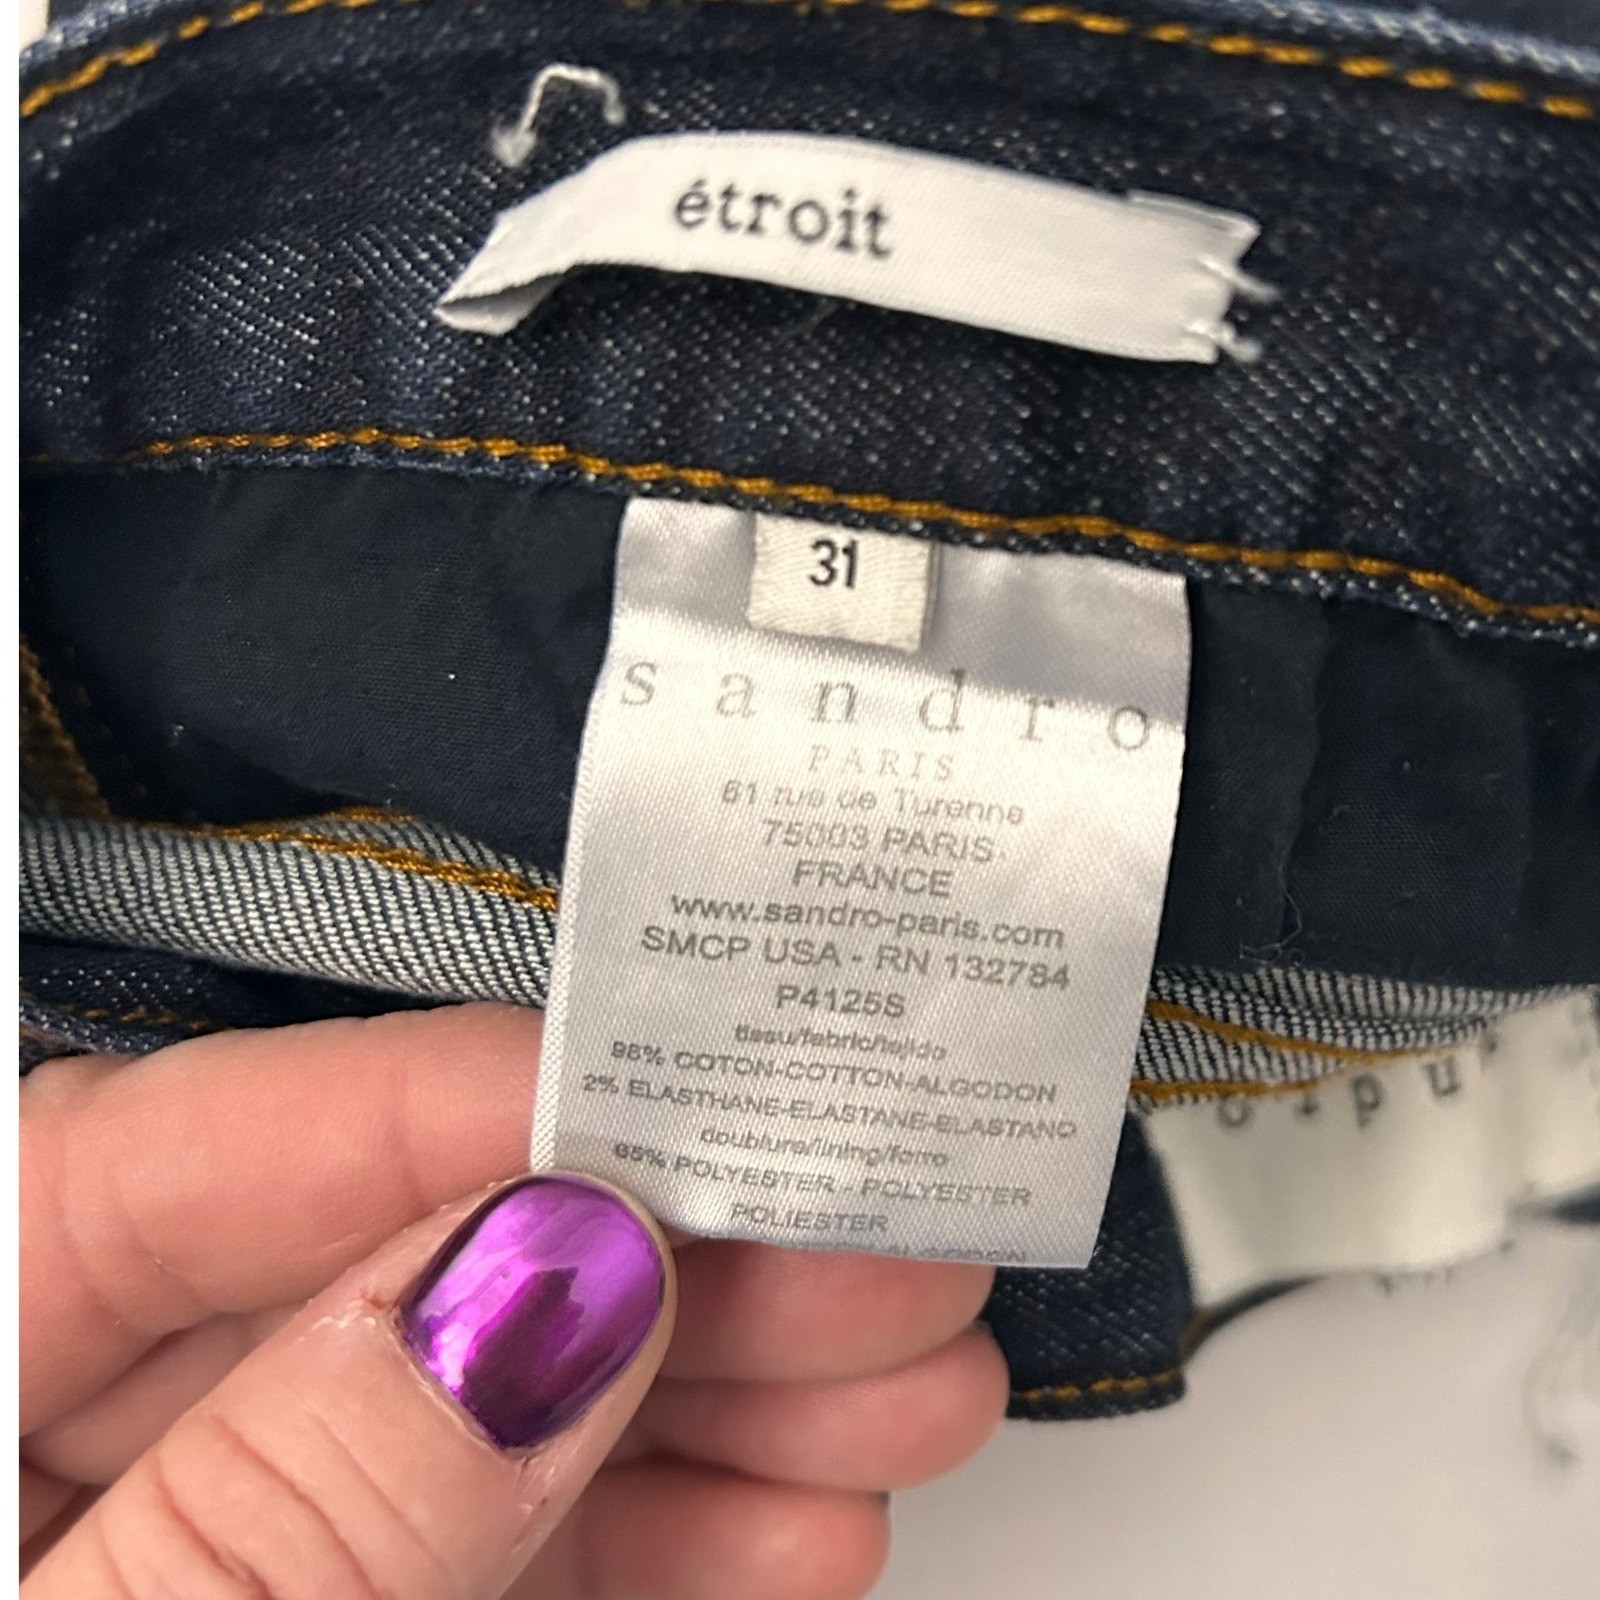 étroit
31
sandro
PARIS
61 rue de Turenne
75003 PARIS
FRANCE
www.sandro-paris.com
SMCP USA - RN 132784
P4125S
tissu/fabric/tejido
98% COTON-COTTON-ALGODON
2% ELASTHANE-ELASTANE-ELASTANO
doublure/lining/forro
65% POLYESTER - POLYESTER
POLIESTER
ALGODON